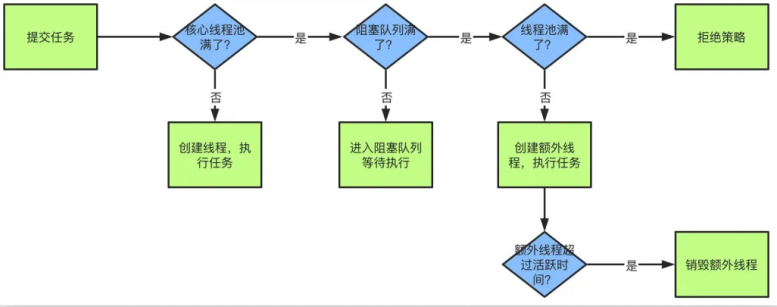 提交任务
核心线程池
满了？
是
阻塞队列满
了？
是
线程池满
了？
是
拒绝策略
否
否
否
创建线程，执
行任务
进入阻塞队列
等待执行
创建额外线
程，执行任务
额外线程超
过活跃时
间？
是
销毁额外线程